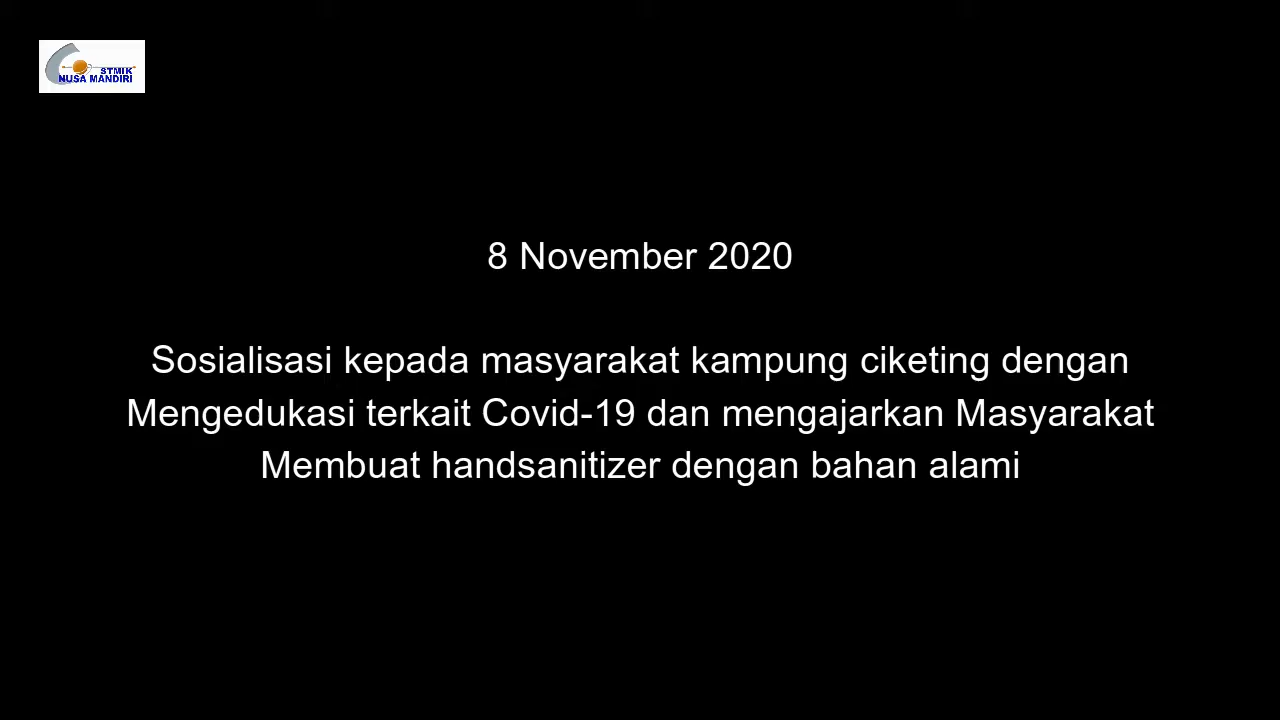 STMIK
NUSA MANDIRI
8 November 2020
Sosialisasi kepada masyarakat kampung ciketing dengan
Mengedukasi terkait Covid-19 dan mengajarkan Masyarakat
Membuat handsanitizer dengan bahan alami